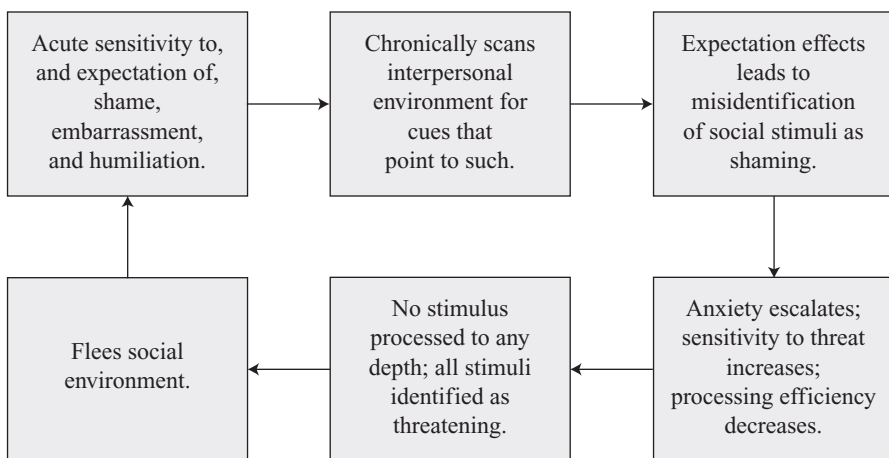 Acute sensitivity to,
and expectation of,
shame,
embarrassment,
and humiliation.
Chronically scans
interpersonal
environment for
cues that
point to such.
Expectation effects
leads to
misidentification
of social stimuli as
shaming.
Anxiety escalates;
sensitivity to threat
increases;
processing efficiency
decreases.
No stimulus
processed to any
depth; all stimuli
identified as
threatening.
Flees social
environment.